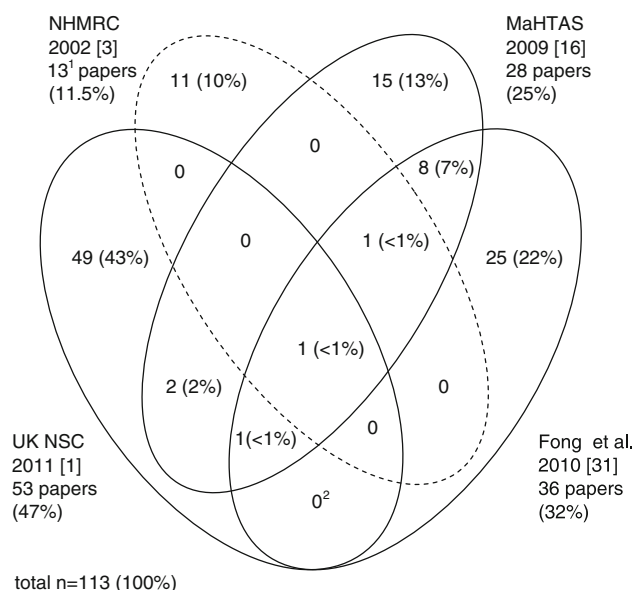 NHMRC
2002 [3]
13¹ papers
(11.5%)
MaHTAS
2009 [16]
28 papers
(25%)
11 (10%)
15 (13%)
0
0
8 (7%)
0
1 (<1%)
49 (43%)
25 (22%)
1 (<1%)
2 (2%)
0
0
1(<1%)
UK NSC
2011 [1]
53 papers
(47%)
Fong et al.
2010 [31]
36 papers
(32%)
0²
total n=113 (100%)